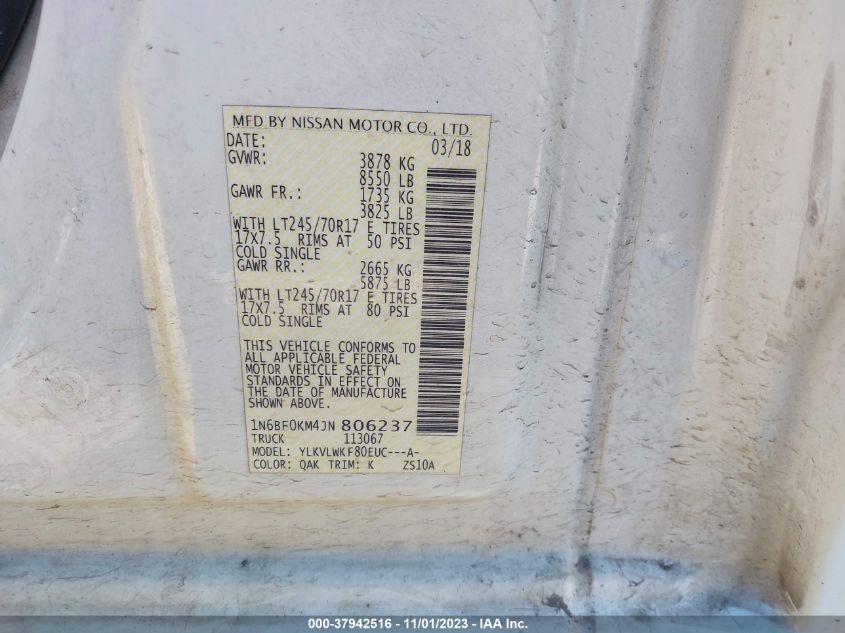 MFD BY NISSAN MOTOR CO., LTD.
DATE: 03/18
GVWR: 3878 KG
8550 LB
GAWR FR.: 1735 KG
3825 LB
WITH LT245/70R17 E TIRES
17X7.5 RIMS AT 50 PSI
COLD SINGLE
GAWR RR.: 2665 KG
5875 LB
WITH LT245/70R17 E TIRES
17X7.5 RIMS AT 80 PSI
COLD SINGLE
THIS VEHICLE CONFORMS TO
ALL APPLICABLE FEDERAL
MOTOR VEHICLE SAFETY
STANDARDS IN EFFECT ON
THE DATE OF MANUFACTURE
SHOWN ABOVE.
1N6BF0KM4JN 806237
TRUCK 113067
MODEL: YLKVLWKF80EUC---A-
COLOR: QAK TRIM: K ZS10A
000-37942516 - 11/01/2023 - IAAI.COM